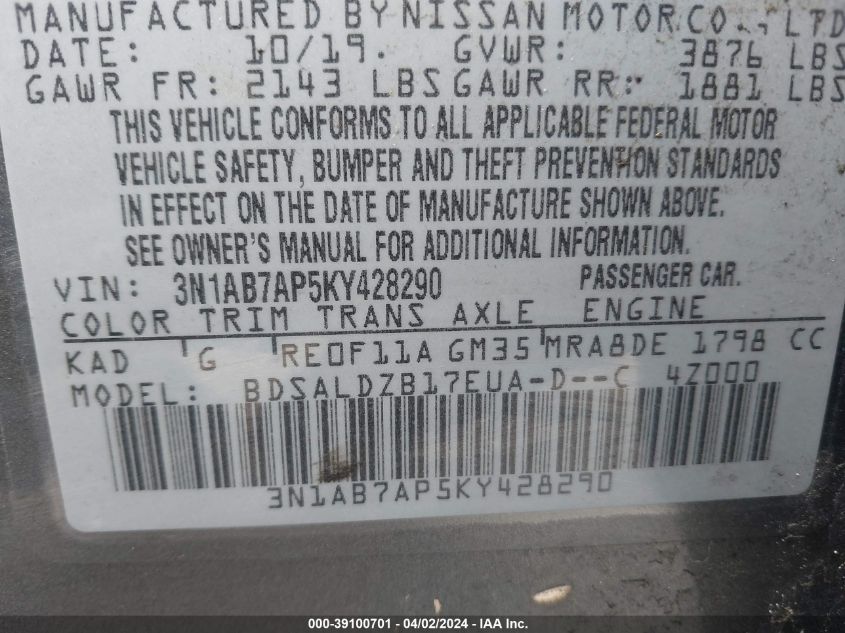 MANUFACTURED BY NISSAN MOTOR CO., LTD
DATE: 10/19. GVWR: 3876 LBS
GAWR FR: 2143 LBS GAWR RR: 1881 LBS
THIS VEHICLE CONFORMS TO ALL APPLICABLE FEDERAL MOTOR
VEHICLE SAFETY, BUMPER AND THEFT PREVENTION STANDARDS
IN EFFECT ON THE DATE OF MANUFACTURE SHOWN ABOVE.
SEE OWNER'S MANUAL FOR ADDITIONAL INFORMATION.
VIN: 3N1AB7AP5KY428290 PASSENGER CAR.
COLOR TRIM TRANS AXLE ENGINE
KAD G RE0F11A GM35 MRA8DE 1798 CC
MODEL: BDSALDZB17EUA-D--C 4Z000
3N1AB7AP5KY428290
000-39100701 - 04/02/2024 - IAA Inc.